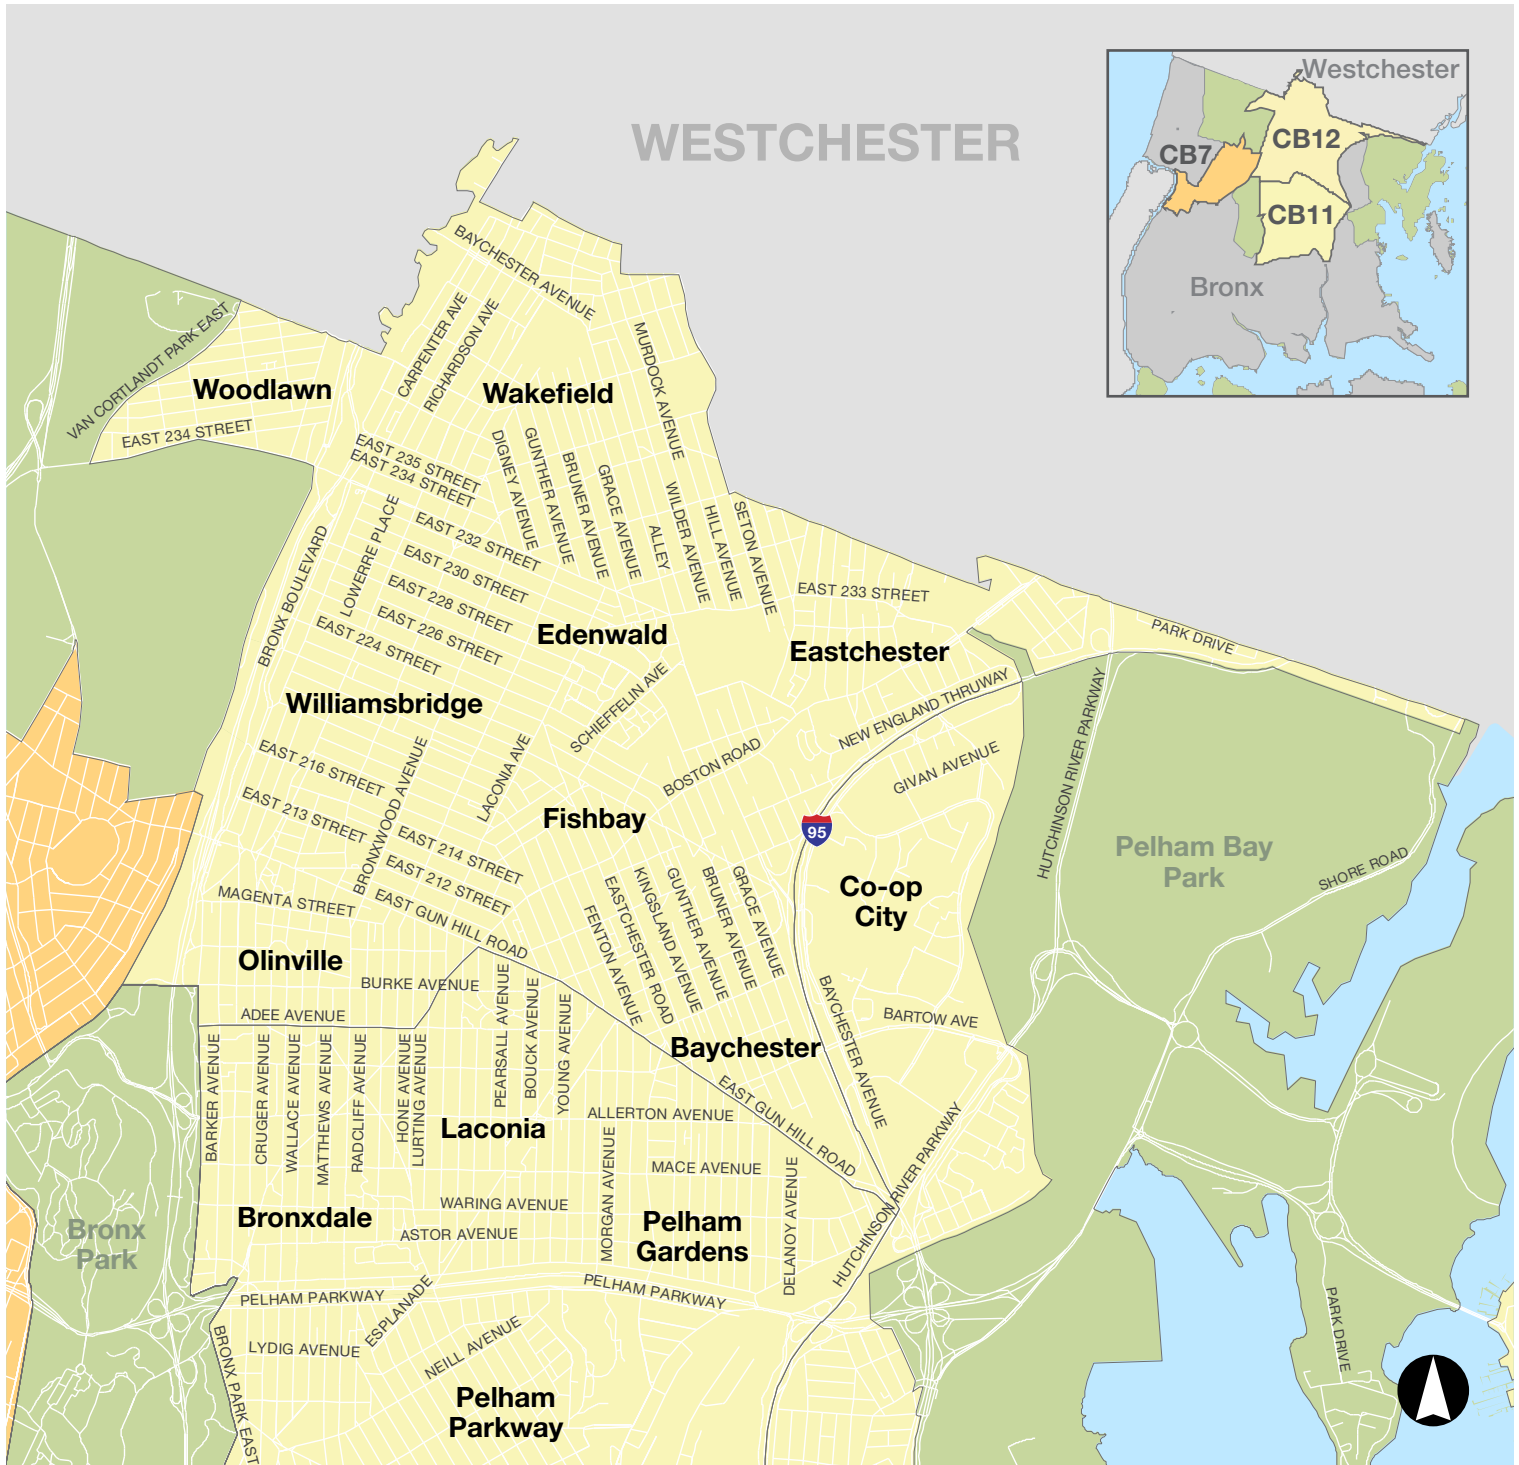 WESTCHESTER
Westchester
CB12
CB7
CB11
Bronx
BAYCHESTER AVENUE
CARPENTER AVE
RICHARDSON AVE
MURDOCK AVENUE
VAN CORTLANDT PARK EAST
Woodlawn
Wakefield
EAST 234 STREET
EAST 235 STREET
EAST 234 STREET
DIGNEY AVENUE
GUNTHER AVENUE
BRUNER AVENUE
GRACE AVENUE
ALLEY
WILDER AVENUE
HILL AVENUE
SETON AVENUE
BRONX BOULEVARD
LOWERRE PLACE
EAST 232 STREET
EAST 230 STREET
EAST 228 STREET
EAST 226 STREET
EAST 224 STREET
EAST 233 STREET
Edenwald
Eastchester
PARK DRIVE
Williamsbridge
SCHIEFFELIN AVE
NEW ENGLAND THRUWAY
HUTCHINSON RIVER PARKWAY
EAST 216 STREET
BRONXWOOD AVENUE
LACONIA AVE
BOSTON ROAD
GIVAN AVENUE
EAST 213 STREET
EAST 214 STREET
EAST 212 STREET
Fishbay
95
Pelham Bay
Park
SHORE ROAD
Co-op
City
MAGENTA STREET
EAST GUN HILL ROAD
FENTON AVENUE
EASTCHESTER ROAD
KINGSLAND AVENUE
GUNTHER AVENUE
BRUNER AVENUE
GRACE AVENUE
Olinville
BURKE AVENUE
ADEE AVENUE
PEARSALL AVENUE
BOUCK AVENUE
YOUNG AVENUE
BAYCHESTER AVENUE
BARTOW AVE
Baychester
BARKER AVENUE
CRUGER AVENUE
WALLACE AVENUE
MATTHEWS AVENUE
RADCLIFF AVENUE
HONE AVENUE
LURTING AVENUE
EAST GUN HILL ROAD
ALLERTON AVENUE
Laconia
MORGAN AVENUE
MACE AVENUE
DELANOY AVENUE
HUTCHINSON RIVER PARKWAY
Bronx
Park
Bronxdale
WARING AVENUE
ASTOR AVENUE
Pelham
Gardens
PELHAM PARKWAY
PELHAM PARKWAY
ESPLANADE
BRONX PARK EAST
LYDIG AVENUE
NEILL AVENUE
PARK DRIVE
Pelham
Parkway